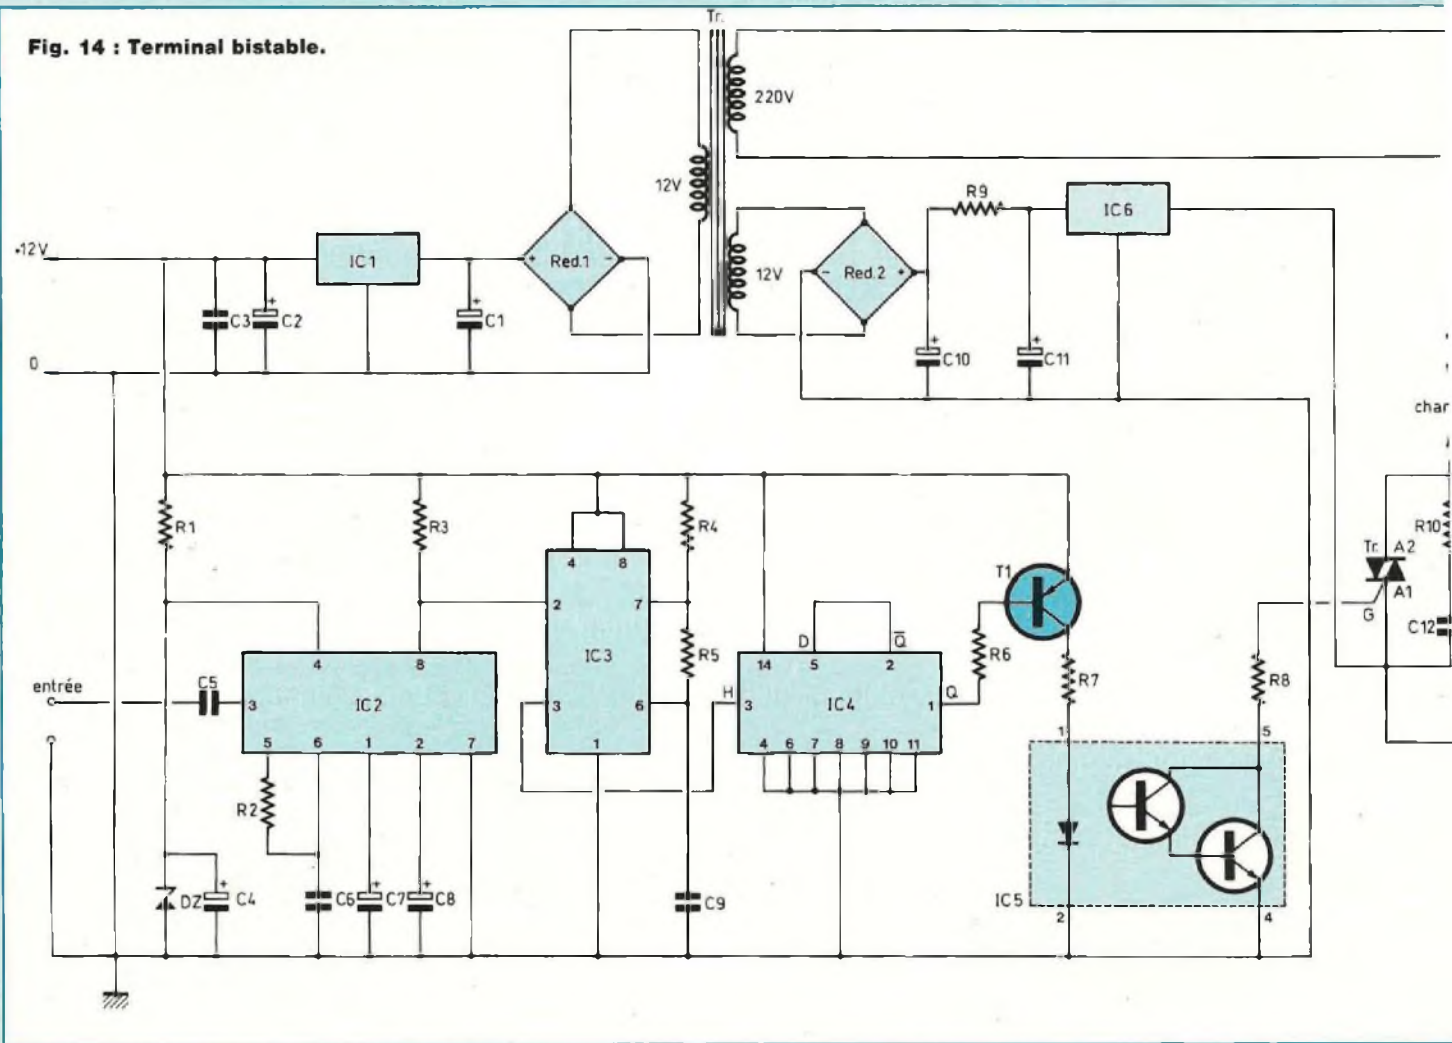 Tr.
Fig. 14 : Terminal bistable.
220V
12V
R9
IC6
+12V
IC1
Red.1
12V
Red.2
C3
C2
C1
0
C10
C11
char
R1
R3
R4
R10
4 8
Tr. A2
T1
A1
2 7
G
D
Q
C12
IC3
4 8
R5
14 5 2
R6
R7
R8
entrée
C5
3
IC2
3
6
H
3
IC4
1
Q
5 6 1 2 7
1
4 6 7 8 9 10 11
1 5
R2
DZ
C4
C6
C7
C8
C9
IC5
2 4